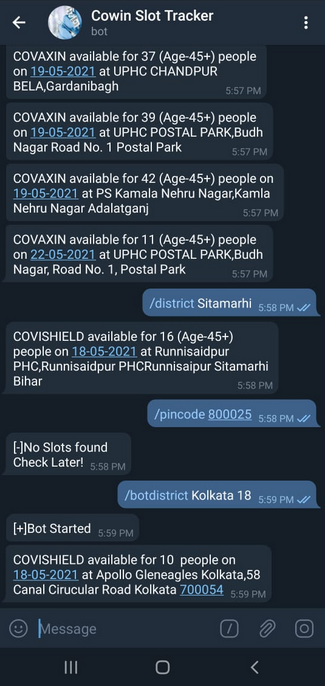 Cowin Slot Tracker
bot
COVAXIN available for 37 (Age-45+) people
on 19-05-2021 at UPHC CHANDPUR
BELA,Gardanibagh
5:57 PM
COVAXIN available for 39 (Age-45+) people
on 19-05-2021 at UPHC POSTAL PARK,Budh
Nagar Road No. 1 Postal Park
5:57 PM
COVAXIN available for 42 (Age-45+) people on
19-05-2021 at PS Kamala Nehru Nagar,Kamla
Nehru Nagar Adalatganj
5:57 PM
COVAXIN available for 11 (Age-45+) people
on 22-05-2021 at UPHC POSTAL PARK,Budh
Nagar, Road No. 1, Postal Park
5:57 PM
/district Sitamarhi 5:58 PM
COVISHIELD available for 16 (Age-45+)
people on 18-05-2021 at Runnisaidpur
PHC,Runnisaidpur PHCRunnisaipur Sitamarhi
Bihar
5:58 PM
/pincode 800025 5:58 PM
[-]No Slots found
Check Later! 5:58 PM
/botdistrict Kolkata 18 5:59 PM
[+]Bot Started 5:59 PM
COVISHIELD available for 10 people on
18-05-2021 at Apollo Gleneagles Kolkata,58
Canal Cirucular Road Kolkata 700054 5:59 PM
Message